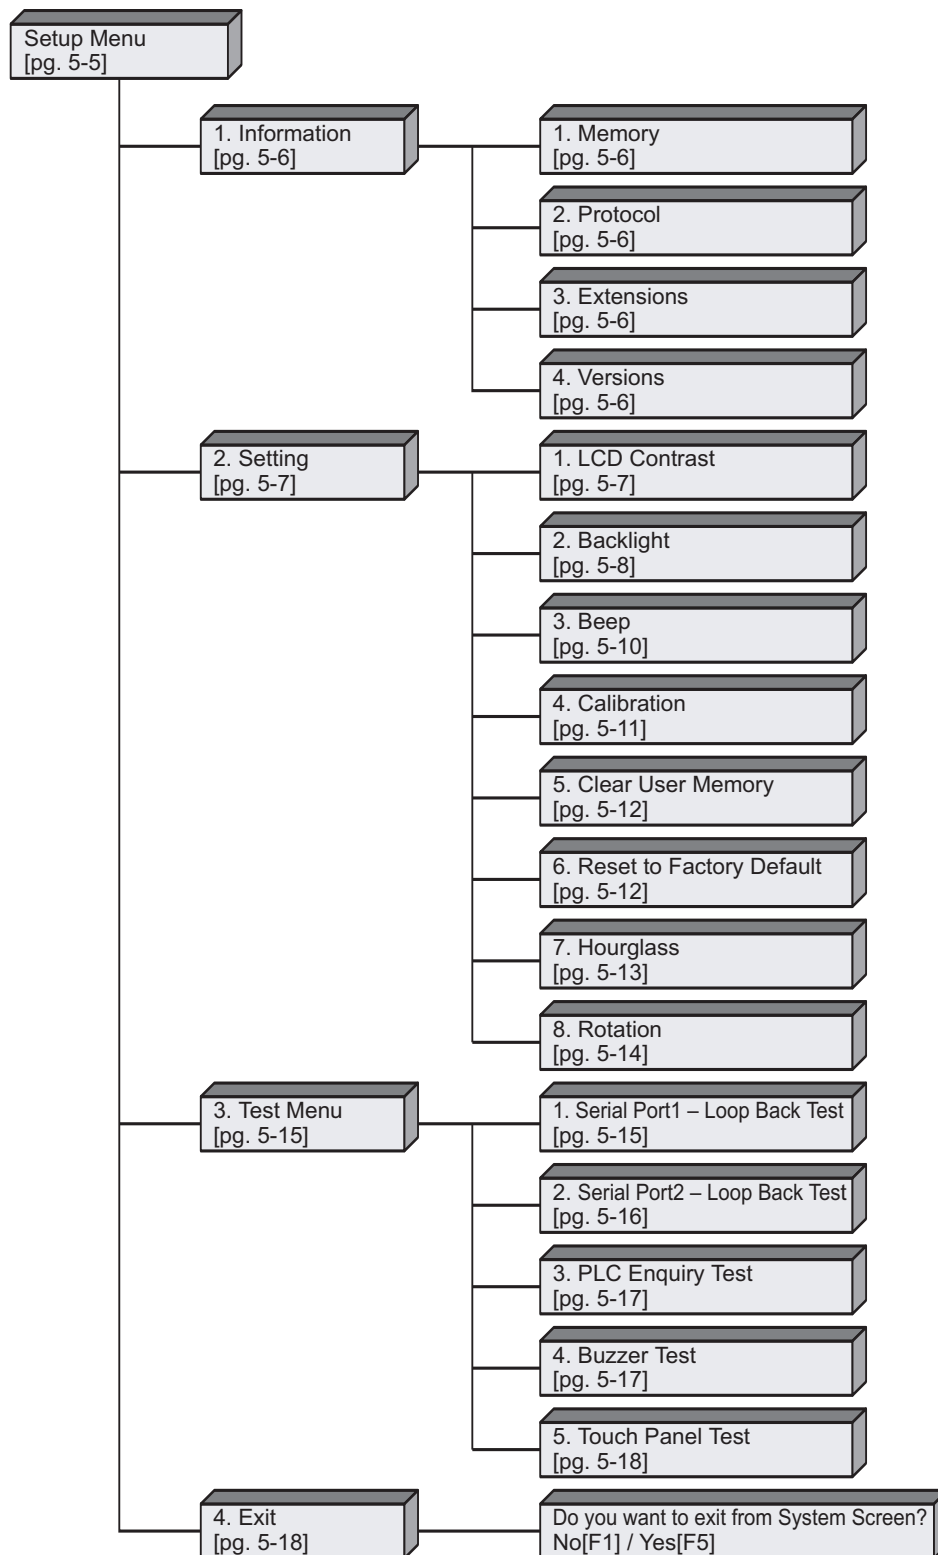 Setup Menu
[pg. 5-5]
1. Information
[pg. 5-6]
1. Memory
[pg. 5-6]
2. Protocol
[pg. 5-6]
3. Extensions
[pg. 5-6]
4. Versions
[pg. 5-6]
2. Setting
[pg. 5-7]
1. LCD Contrast
[pg. 5-7]
2. Backlight
[pg. 5-8]
3. Beep
[pg. 5-10]
4. Calibration
[pg. 5-11]
5. Clear User Memory
[pg. 5-12]
6. Reset to Factory Default
[pg. 5-12]
7. Hourglass
[pg. 5-13]
8. Rotation
[pg. 5-14]
3. Test Menu
[pg. 5-15]
1. Serial Port1 – Loop Back Test
[pg. 5-15]
2. Serial Port2 – Loop Back Test
[pg. 5-16]
3. PLC Enquiry Test
[pg. 5-17]
4. Buzzer Test
[pg. 5-17]
5. Touch Panel Test
[pg. 5-18]
4. Exit
[pg. 5-18]
Do you want to exit from System Screen?
No[F1] / Yes[F5]